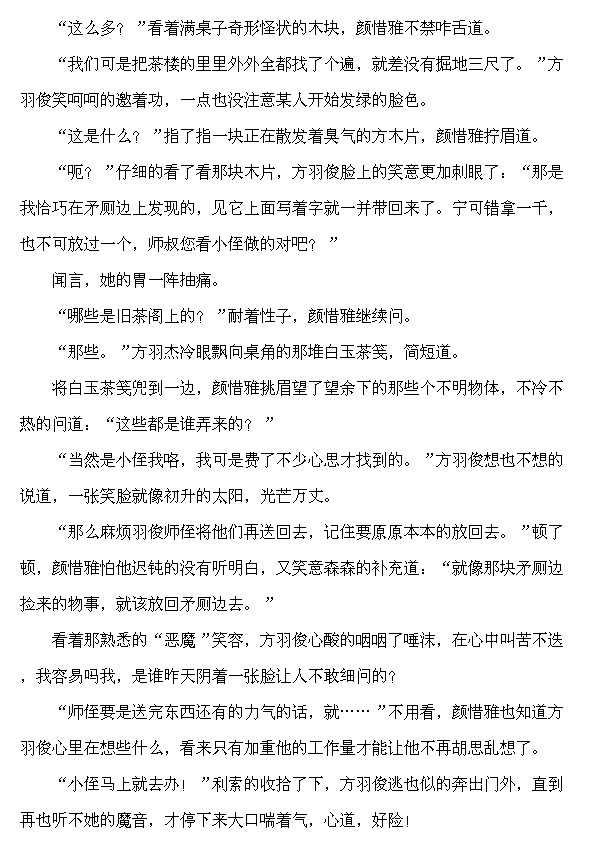 “这么多？”看着满桌子奇形怪状的木块，颜惜雅不禁咋舌道。
“我们可是把茶楼的里里外外全都找了个遍，就差没有掘地三尺了。”方
羽俊笑呵呵的邀着功，一点也没注意某人开始发绿的脸色。
“这是什么？”指了指一块正在散发着臭气的方木片，颜惜雅拧眉道。
“呃？”仔细的看了看那块木片，方羽俊脸上的笑意更加刺眼了：“那是
我恰巧在矛厕边上发现的，见它上面写着字就一并带回来了。宁可错拿一千，
也不可放过一个，师叔您看小侄做的对吧？”
闻言，她的胃一阵抽痛。
“哪些是旧茶阁上的？”耐着性子，颜惜雅继续问。
“那些。”方羽杰冷眼飘向桌角的那堆白玉茶笺，简短道。
将白玉茶笺兜到一边，颜惜雅挑眉望了望余下的那些个不明物体，不冷不
热的问道：“这些都是谁弄来的？”
“当然是小侄我咯，我可是费了不少心思才找到的。”方羽俊想也不想的
说道，一张笑脸就像初升的太阳，光芒万丈。
“那么麻烦羽俊师侄将他们再送回去，记住要原原本本的放回去。”顿了
顿，颜惜雅怕他迟钝的没有听明白，又笑意森森的补充道：“就像那块矛厕边
捡来的物事，就该放回矛厕边去。”
看着那熟悉的“恶魔”笑容，方羽俊心酸的咽咽了唾沫，在心中叫苦不迭
，我容易吗我，是谁昨天阴着一张脸让人不敢细问的？
“师侄要是送完东西还有的力气的话，就……”不用看，颜惜雅也知道方
羽俊心里在想些什么，看来只有加重他的工作量才能让他不再胡思乱想了。
“小侄马上就去办！”利索的收拾了下，方羽俊逃也似的奔出门外，直到
再也听不她的魔音，才停下来大口喘着气，心道，好险！